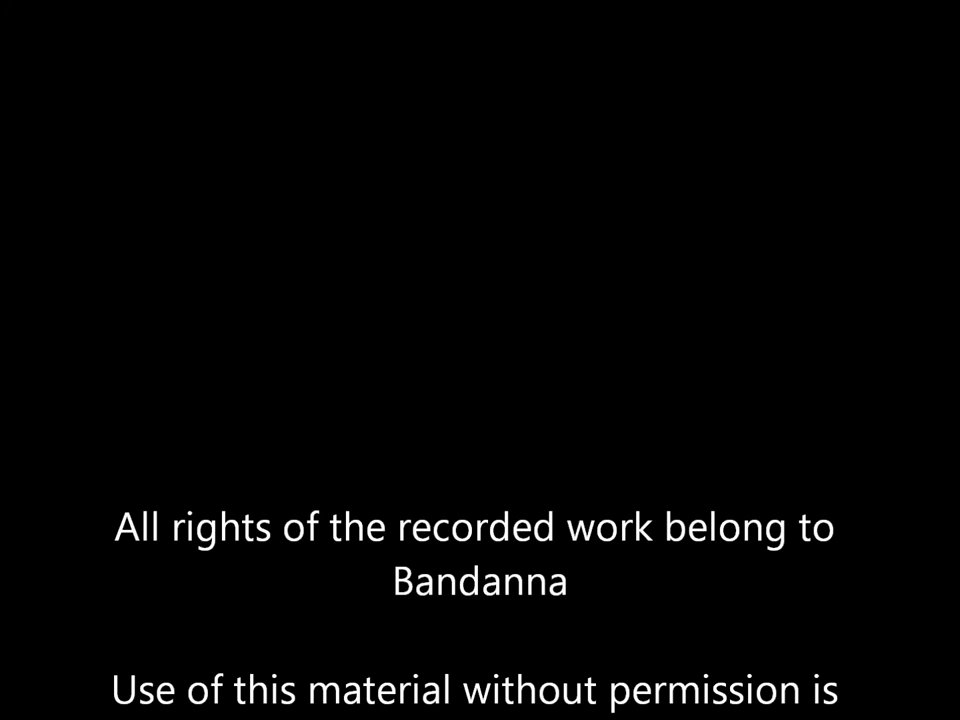 All rights of the recorded work belong to
Bandanna
Use of this material without permission is